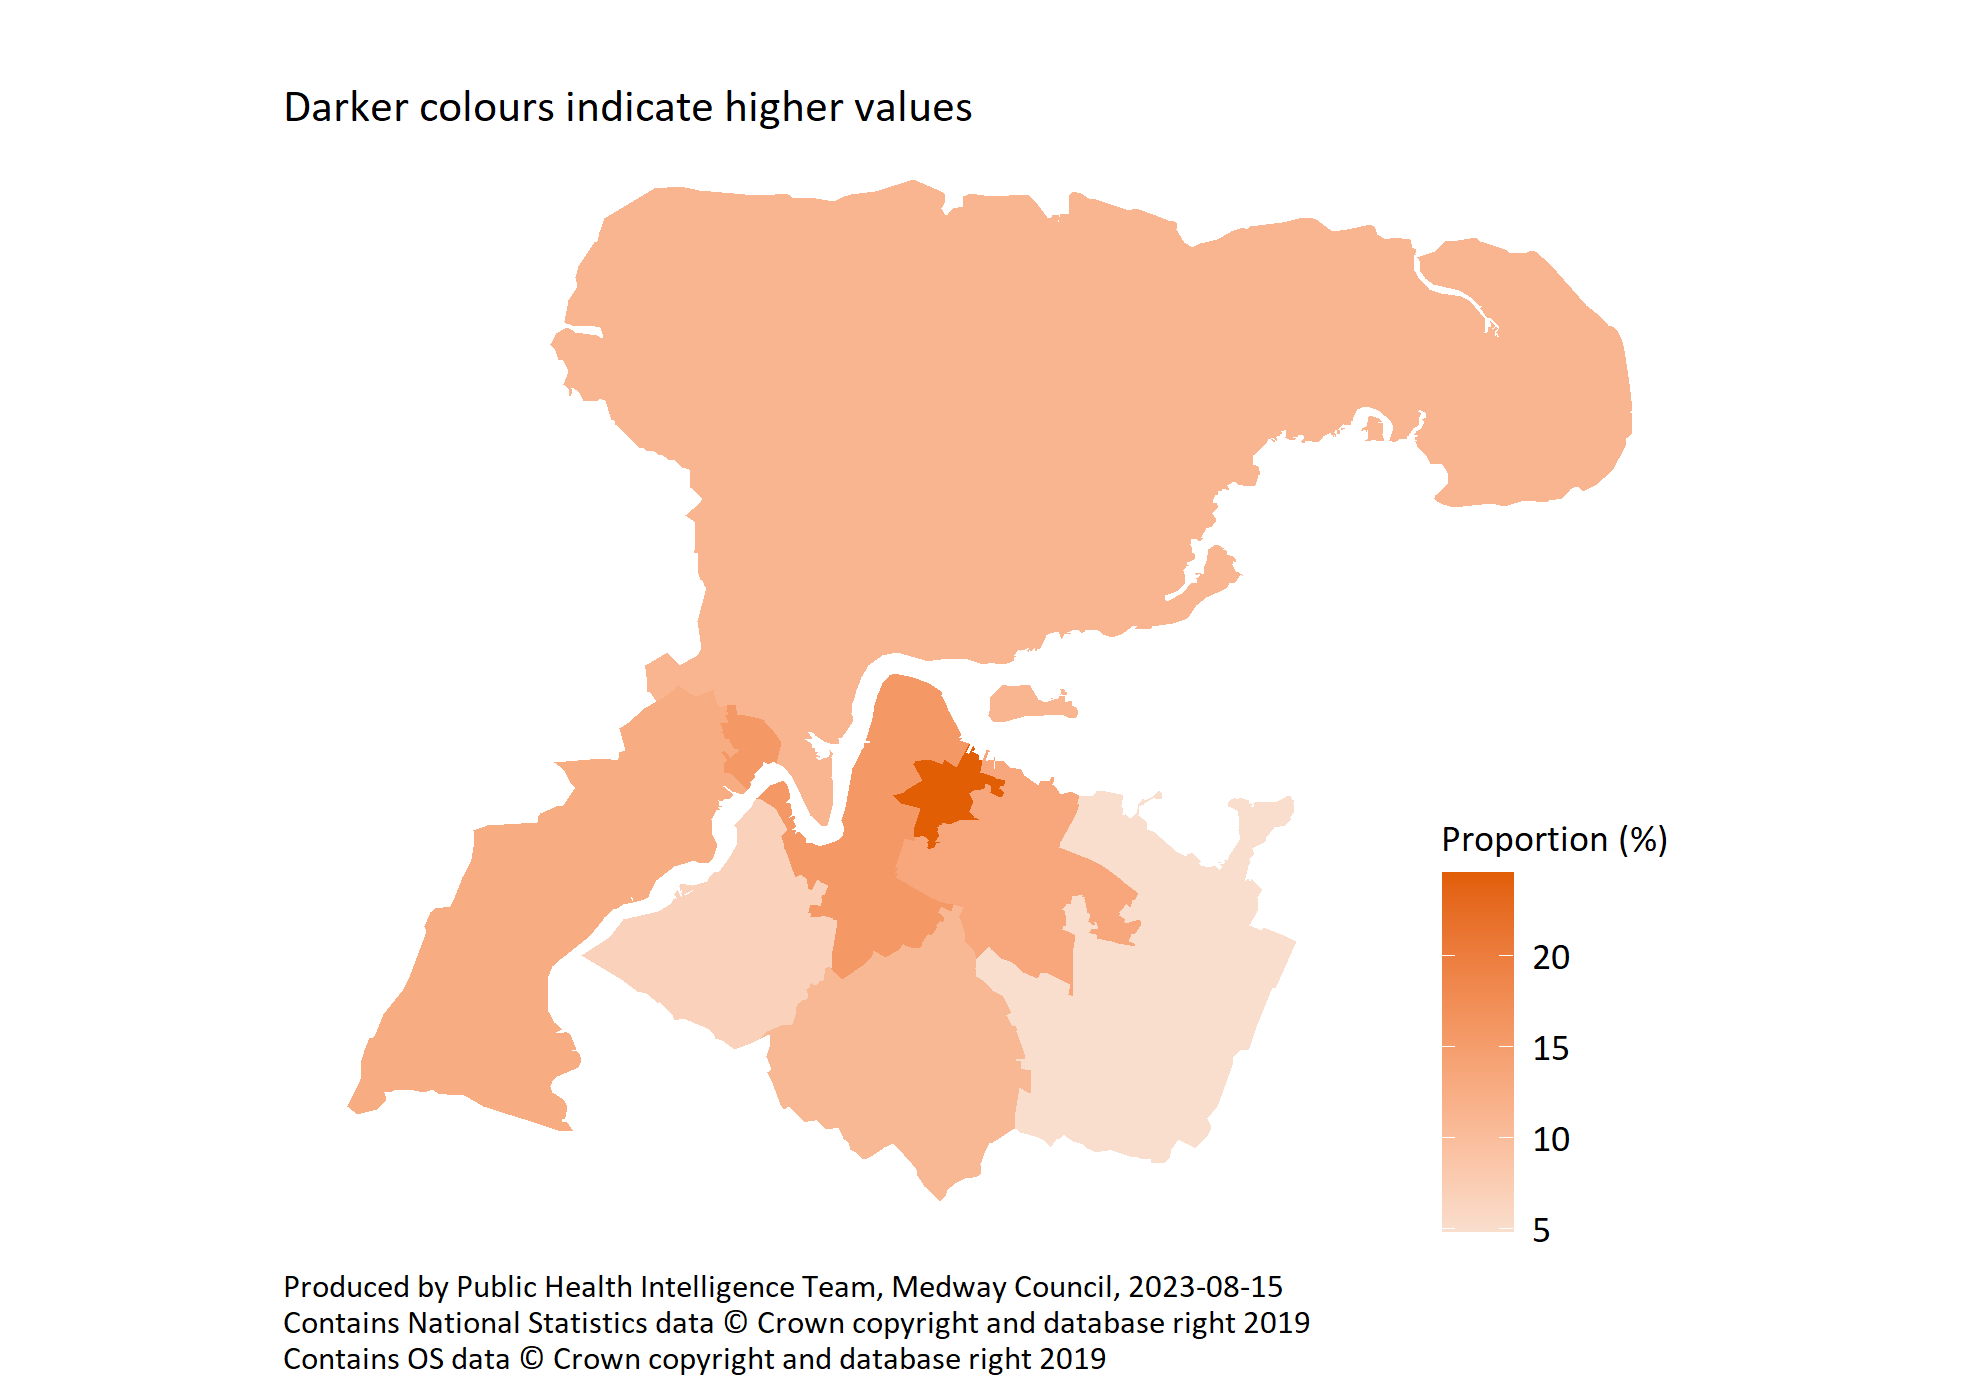 Darker colours indicate higher values
Proportion (%)
20
15
10
5
Produced by Public Health Intelligence Team, Medway Council, 2023-08-15
Contains National Statistics data © Crown copyright and database right 2019
Contains OS data © Crown copyright and database right 2019